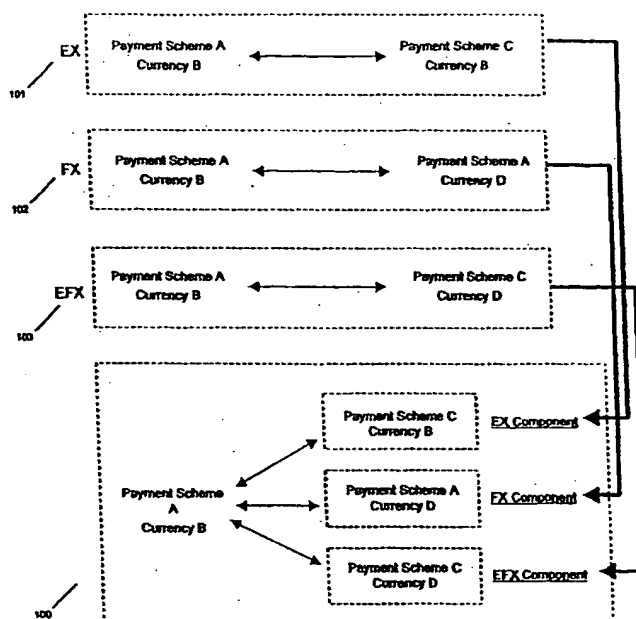 EX
Payment Scheme A
Currency B
Payment Scheme C
Currency B
101
FX
Payment Scheme A
Currency B
Payment Scheme A
Currency D
102
EFX
Payment Scheme A
Currency B
Payment Scheme C
Currency D
103
Payment Scheme
A
Currency B
Payment Scheme C
Currency B
EX Component
Payment Scheme A
Currency D
FX Component
Payment Scheme C
Currency D
EFX Component
100